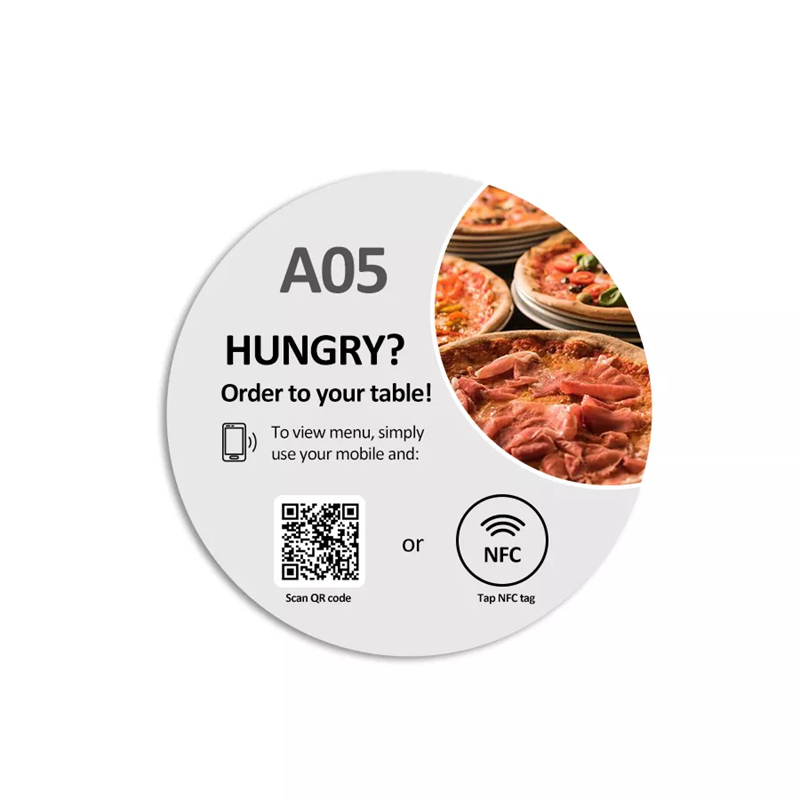 A05
HUNGRY?
Order to your table!
To view menu, simply
use your mobile and:
or
NFC
Scan QR code
Tap NFC tag